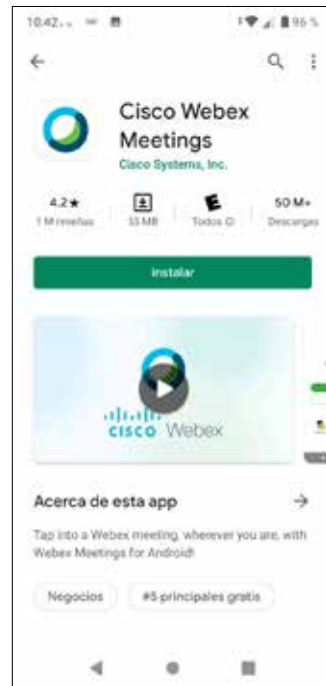 10:42
96 %
Cisco Webex
Meetings
Cisco Systems, Inc.
4.2★
1 M reseñas
55 MB
E
Todos
50 M+
Descargas
Instalar
CISCO Webex
Acerca de esta app
Tap into a Webex meeting, wherever you are, with
Webex Meetings for Android!
Negocios
#5 principales gratis